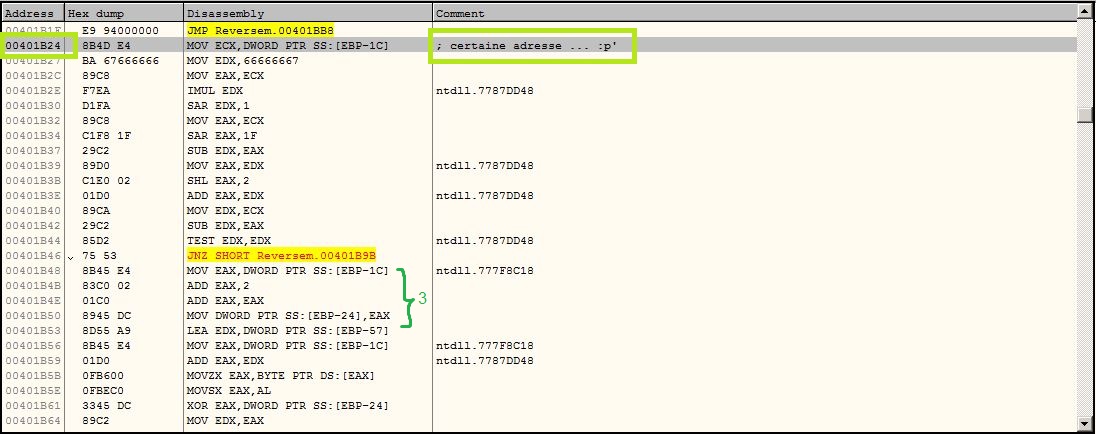 Address Hex dump Disassembly Comment
00401B1F E9 94000000 JMP Reversem.00401BB8
00401B24 8B4D E4 MOV ECX,DWORD PTR SS:[EBP-1C] ; certaine adresse ... :p'
00401B27 BA 67666666 MOV EDX,66666667
00401B2C 89C8 MOV EAX,ECX
00401B2E F7EA IMUL EDX ntdll.7787DD48
00401B30 D1FA SAR EDX,1
00401B32 89C8 MOV EAX,ECX
00401B34 C1F8 1F SAR EAX,1F
00401B37 29C2 SUB EDX,EAX
00401B39 89D0 MOV EAX,EDX ntdll.7787DD48
00401B3B C1E0 02 SHL EAX,2
00401B3E 01D0 ADD EAX,EDX ntdll.7787DD48
00401B40 89CA MOV EDX,ECX
00401B42 29C2 SUB EDX,EAX
00401B44 85D2 TEST EDX,EDX ntdll.7787DD48
00401B46 75 53 JNZ SHORT Reversem.00401B9B
00401B48 8B45 E4 MOV EAX,DWORD PTR SS:[EBP-1C] ntdll.777F8C18
00401B4B 83C0 02 ADD EAX,2 3
00401B4E 01C0 ADD EAX,EAX
00401B50 8945 DC MOV DWORD PTR SS:[EBP-24],EAX
00401B53 8D55 A9 LEA EDX,DWORD PTR SS:[EBP-57]
00401B56 8B45 E4 MOV EAX,DWORD PTR SS:[EBP-1C] ntdll.777F8C18
00401B59 01D0 ADD EAX,EDX ntdll.7787DD48
00401B5B 0FB600 MOVZX EAX,BYTE PTR DS:[EAX]
00401B5E 0FBEC0 MOVSX EAX,AL
00401B61 3345 DC XOR EAX,DWORD PTR SS:[EBP-24]
00401B64 89C2 MOV EDX,EAX